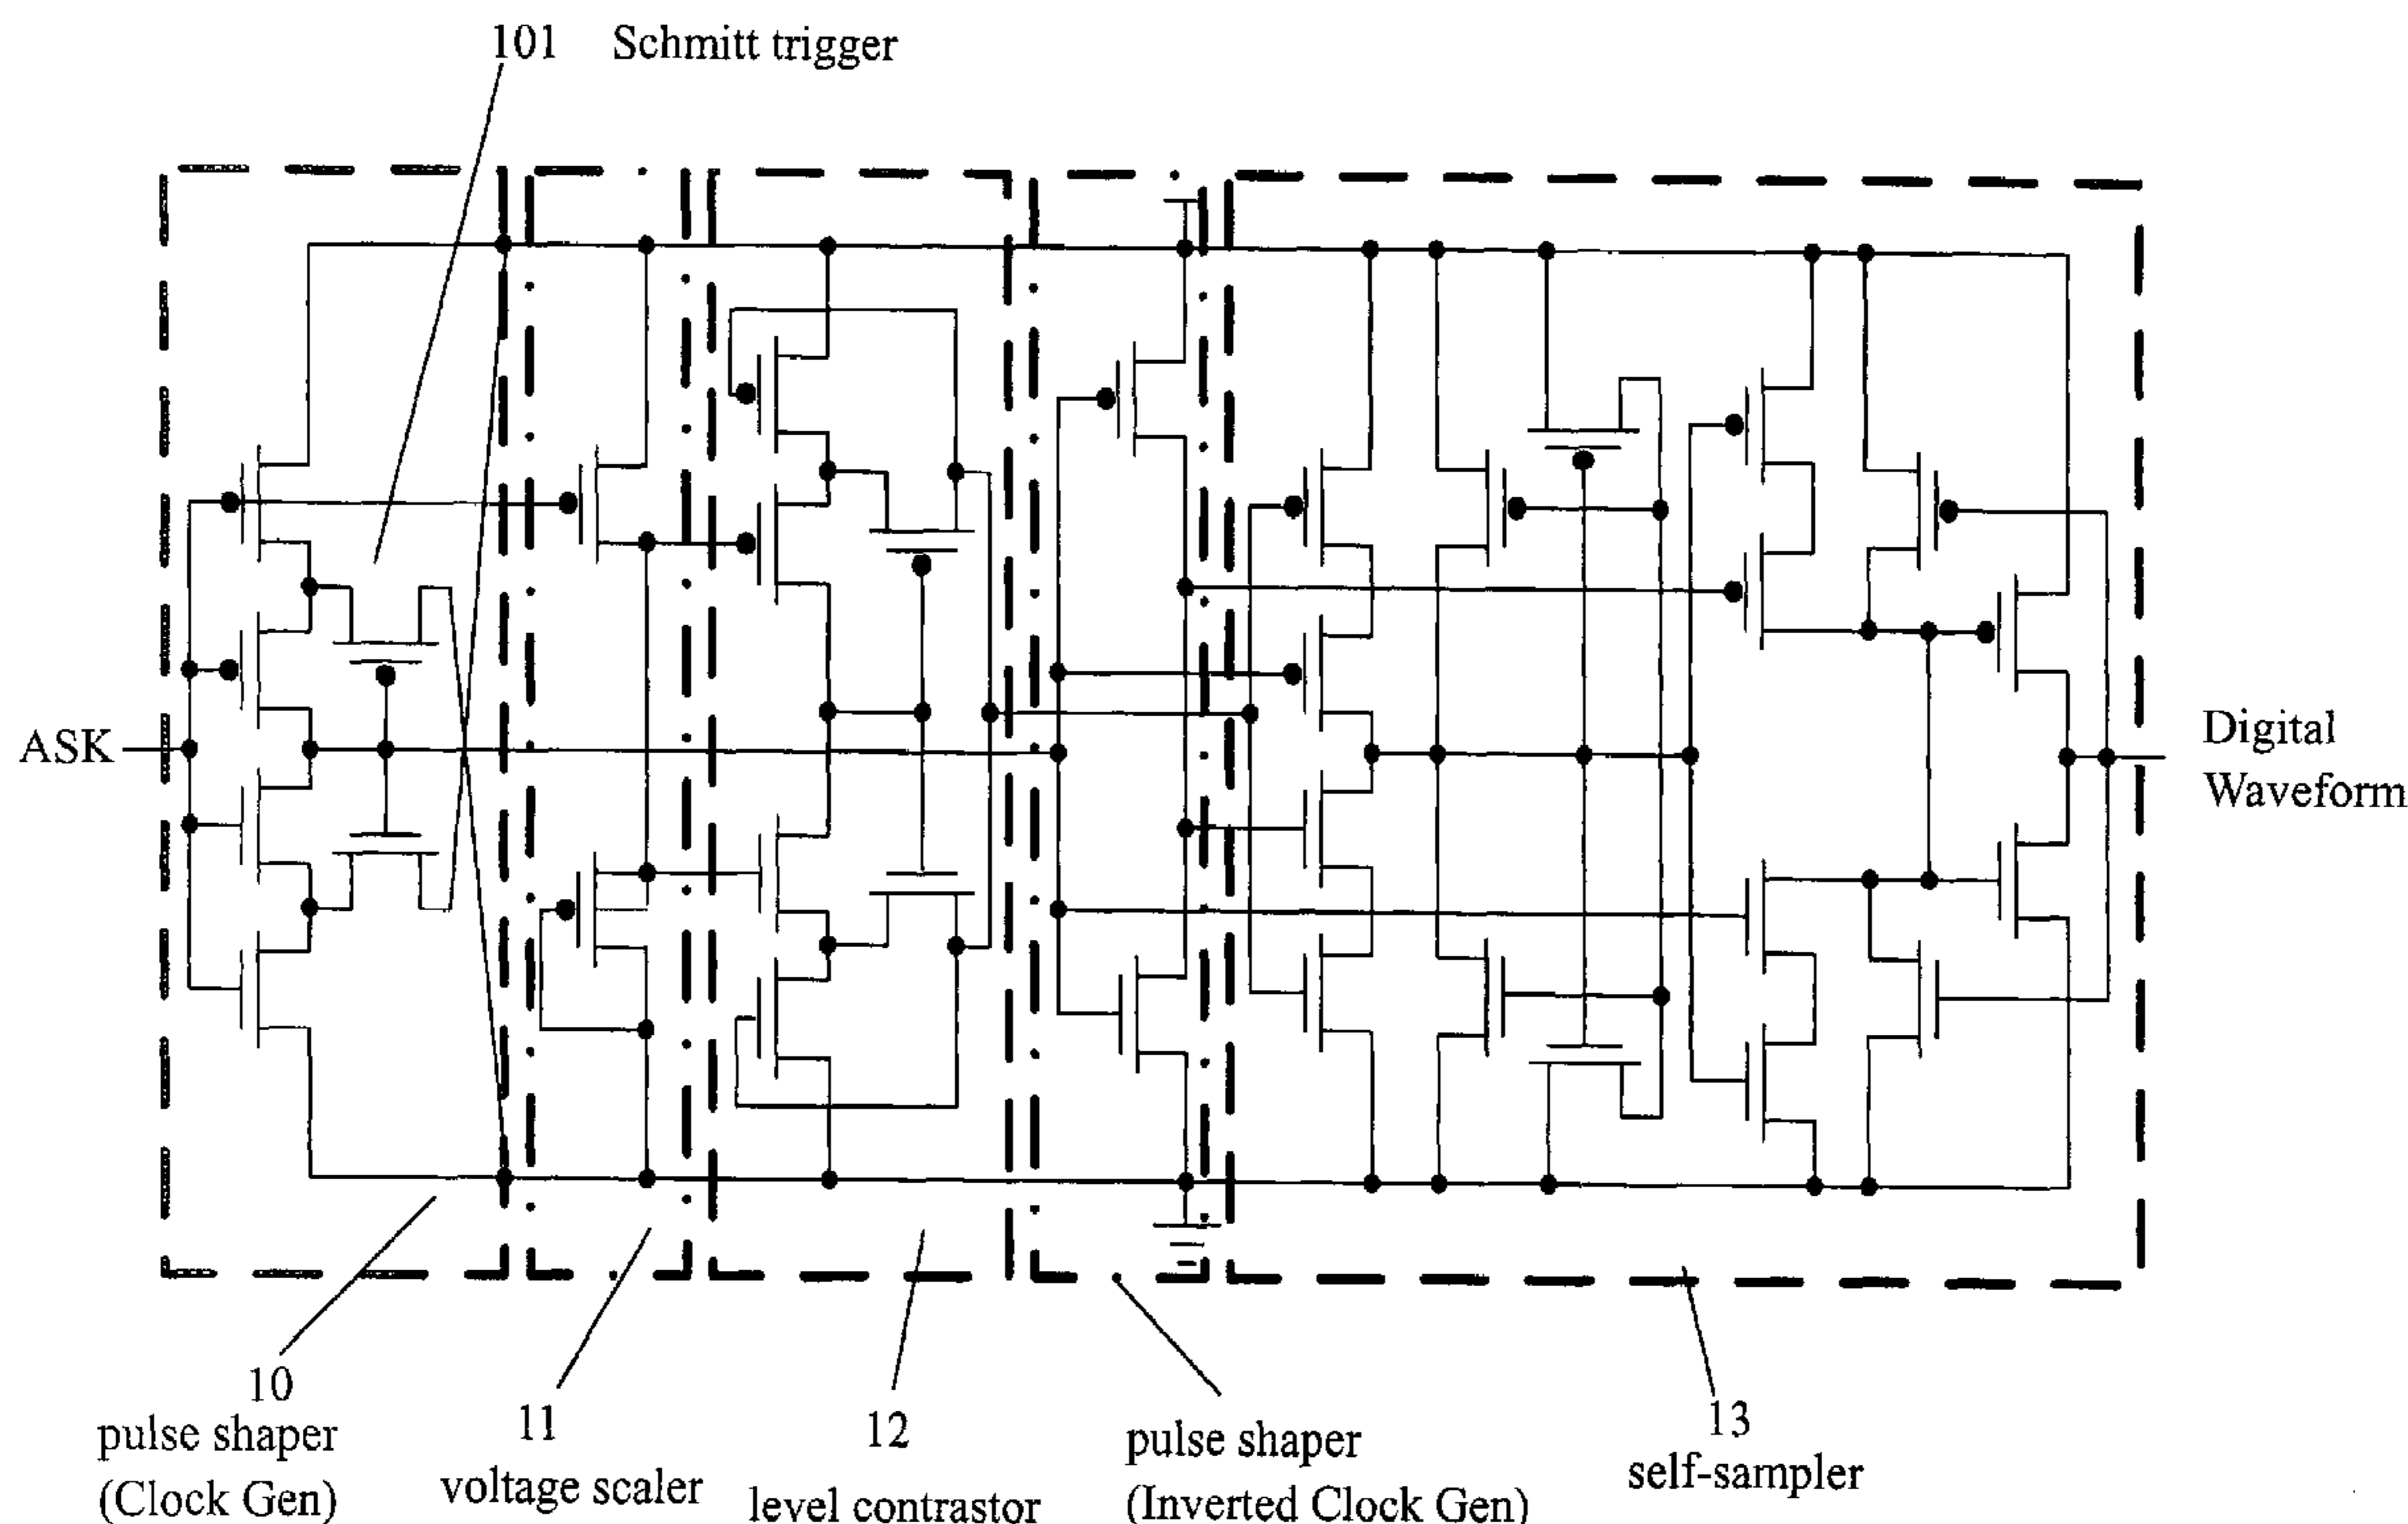 101 Schmitt trigger
ASK
Digital
Waveform
10
pulse shaper
(Clock Gen)
11
voltage scaler
12
level contrastor
pulse shaper
(Inverted Clock Gen)
13
self-sampler